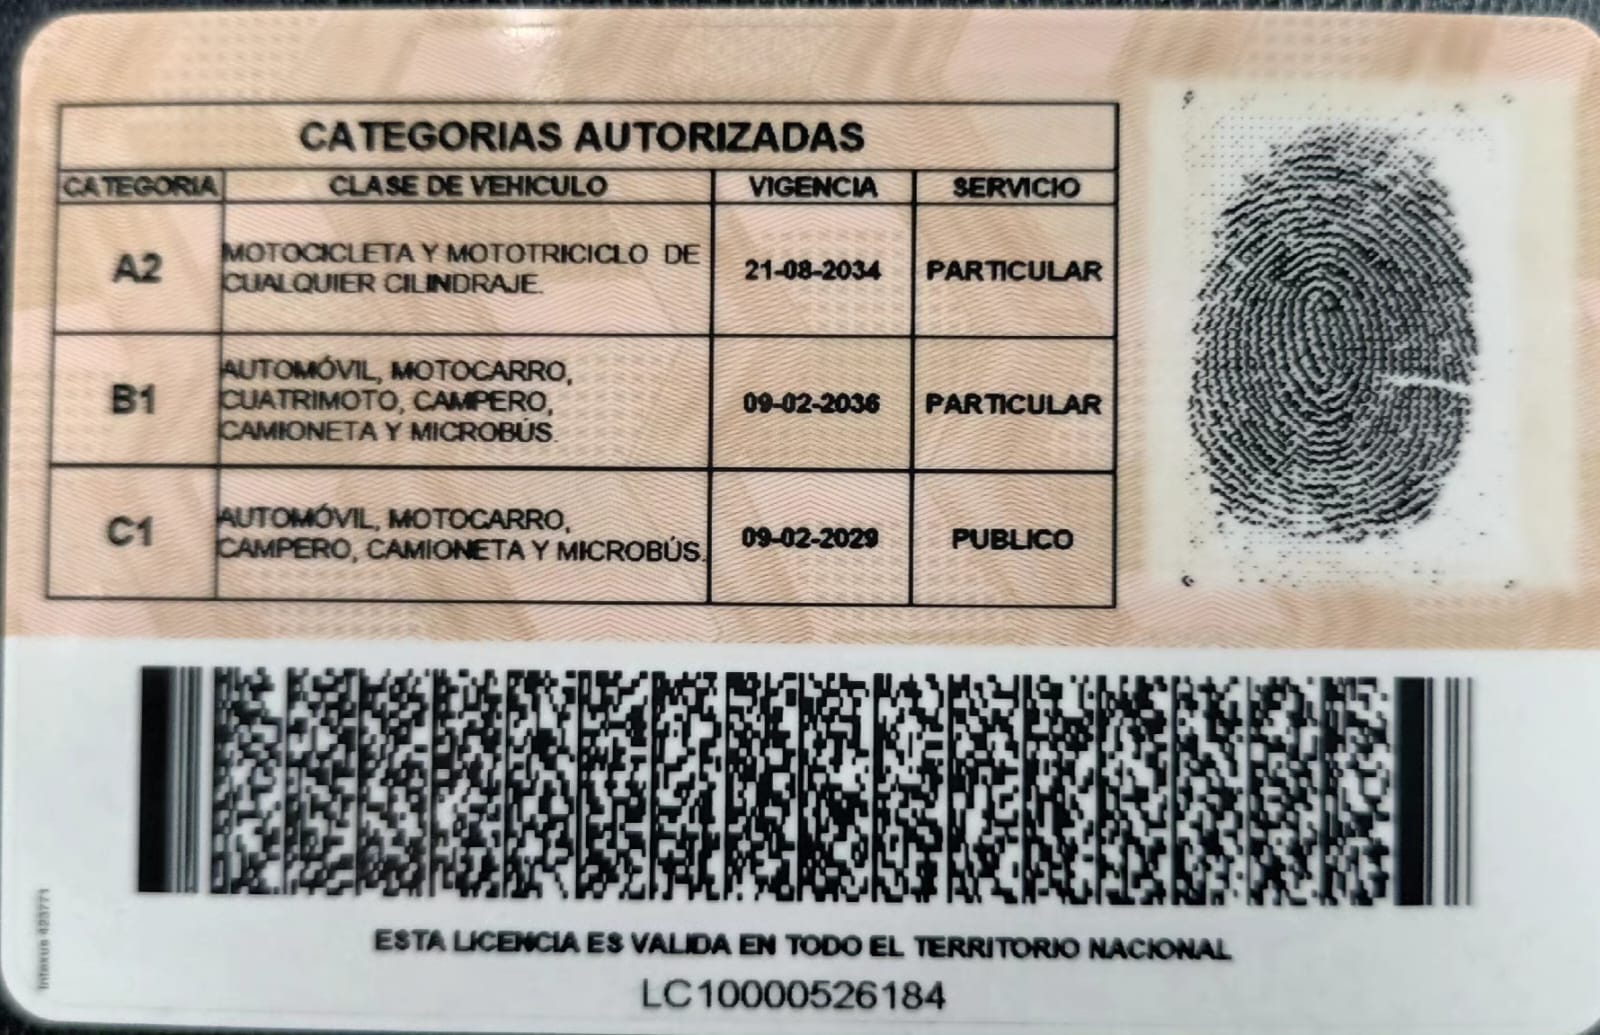 CATEGORIAS AUTORIZADAS
CATEGORIA CLASE DE VEHICULO VIGENCIA SERVICIO
A2 MOTOCICLETA Y MOTOTRICICLO DE CUALQUIER CILINDRAJE. 21-08-2034 PARTICULAR
B1 AUTOMÓVIL, MOTOCARRO, CUATRIMOTO, CAMPERO, CAMIONETA Y MICROBÚS. 09-02-2036 PARTICULAR
C1 AUTOMÓVIL, MOTOCARRO, CAMPERO, CAMIONETA Y MICROBÚS. 09-02-2029 PUBLICO
Intexus 423771
ESTA LICENCIA ES VALIDA EN TODO EL TERRITORIO NACIONAL
LC10000526184